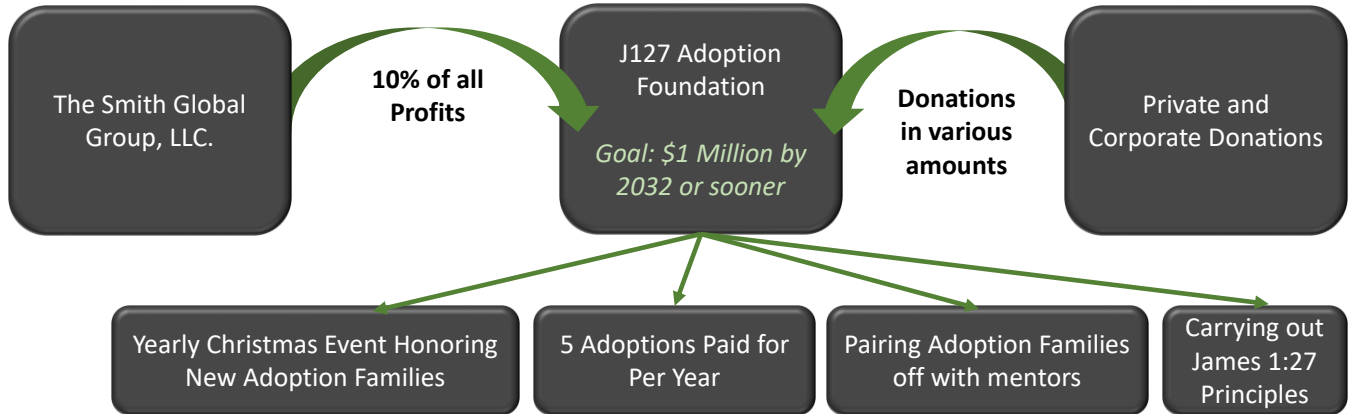 The Smith Global
Group, LLC.
10% of all
Profits
J127 Adoption
Foundation
Goal: $1 Million by
2032 or sooner
Donations
in various
amounts
Private and
Corporate Donations
Yearly Christmas Event Honoring
New Adoption Families
5 Adoptions Paid for
Per Year
Pairing Adoption Families
off with mentors
Carrying out
James 1:27
Principles